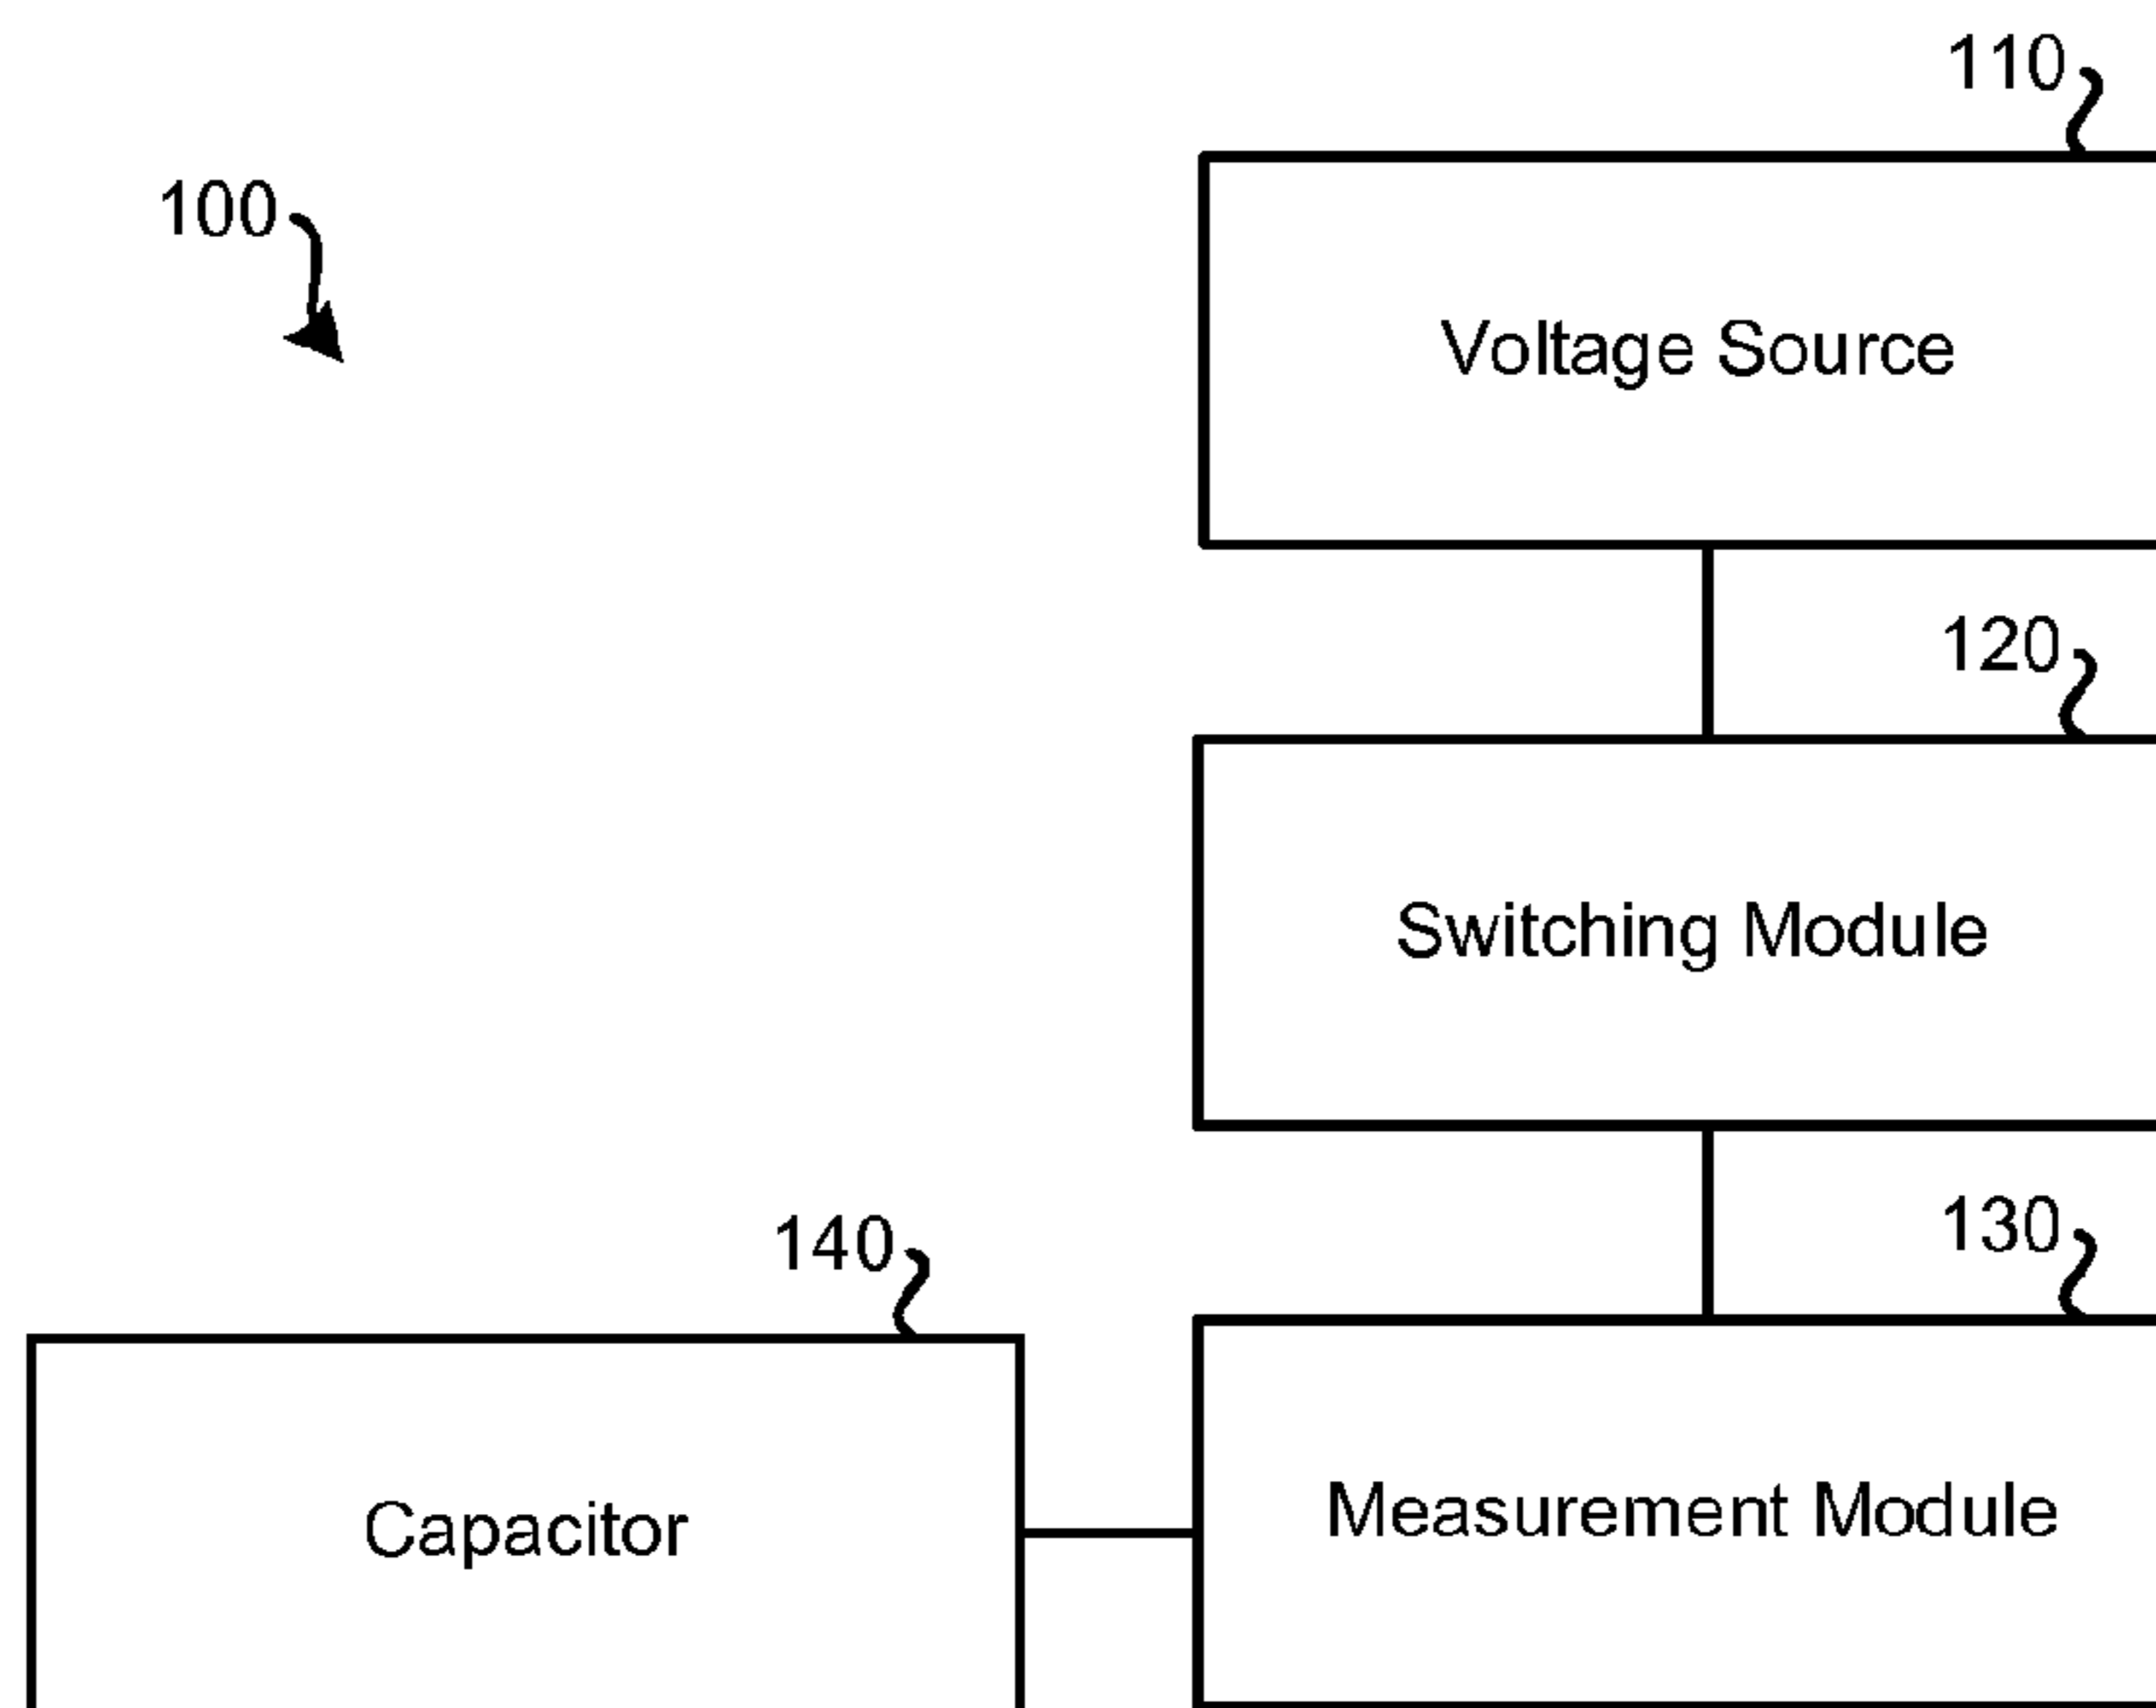 110
100
Voltage Source
120
Switching Module
130
140
Measurement Module
Capacitor